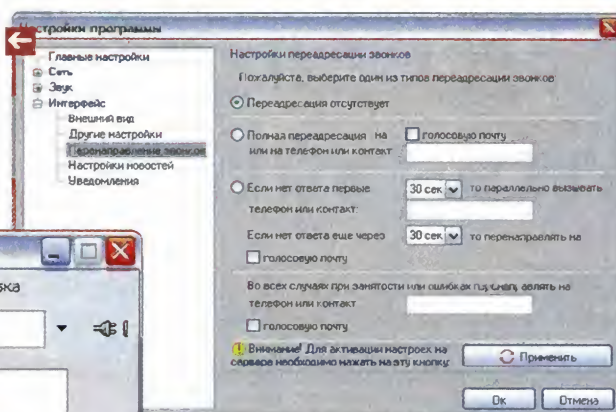 Настройки программы
Главные настройки
Сеть
Звук
Интерфейс
Внешний вид
Другие настройки
Перенаправление звонков
Настройки новостей
Уведомления
Настройки переадресации звонков
Пожалуйста, выберите один из типов переадресации звонков:
Переадресация отсутствует
Полная переадресация на голосовую почту
или на телефон или контакт:
Если нет ответа первые 30 сек то параллельно вызывать
телефон или контакт:
Если нет ответа еще через 30 сек то перенаправлять на
голосовую почту
Во всех случаях при занятости или ошибках
телефон или контакт
голосовую почту
Внимание! Для активации настроек на
сервера необходимо нажать на эту кнопку:
Применить
Ок
Отмена